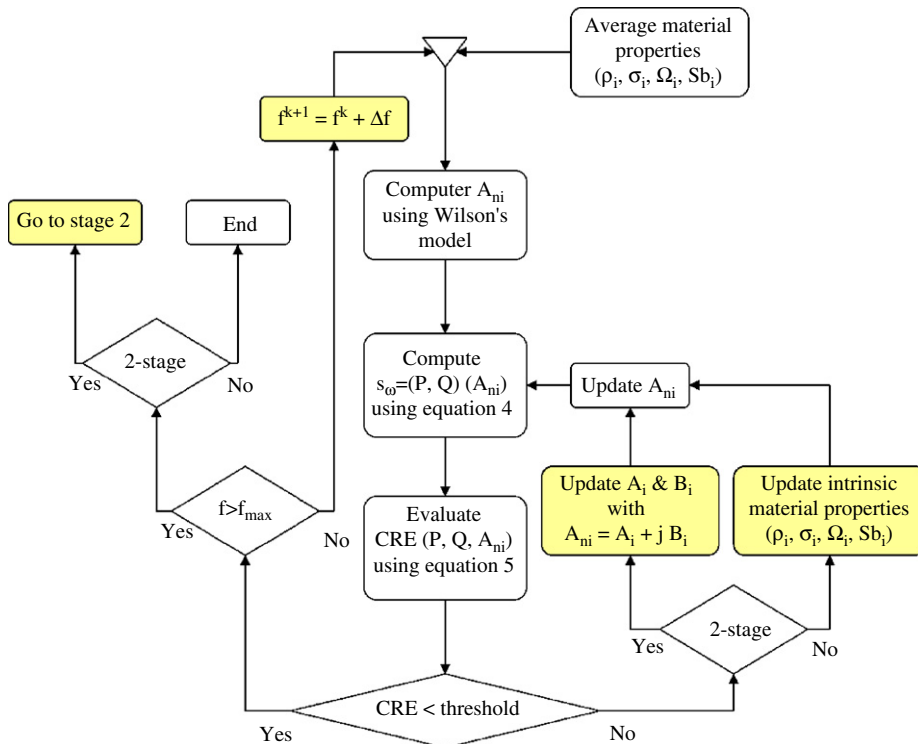 Average material
properties
(ρᵢ, σᵢ, Ωᵢ, Sbᵢ)
fᵏ⁺¹ = fᵏ + Δf
Computer Aₙᵢ
using Wilson's
model
Go to stage 2
End
2-stage
Yes
No
Compute
s_ω=(P, Q) (Aₙᵢ)
using equation 4
Update Aₙᵢ
f>f_max
Yes
No
Evaluate
CRE (P, Q, Aₙᵢ)
using equation 5
Update Aᵢ & Bᵢ
with
Aₙᵢ = Aᵢ + j Bᵢ
Update intrinsic
material properties
(ρᵢ, σᵢ, Ωᵢ, Sbᵢ)
2-stage
Yes
No
CRE < threshold
Yes
No